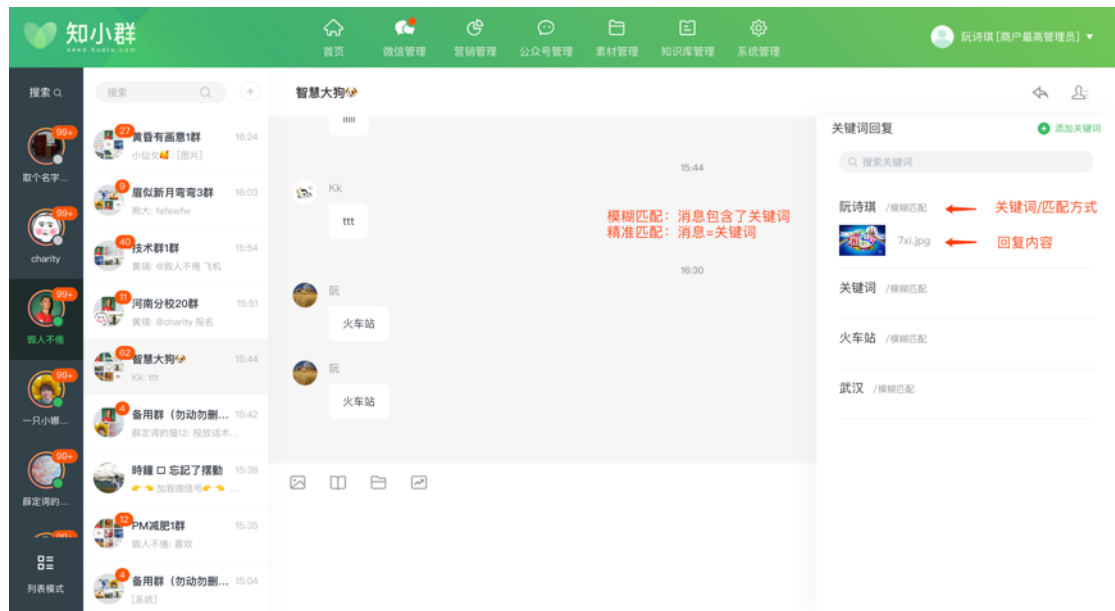 知小群
seed.huatu.com
首页
微信管理
营销管理
公众号管理
素材管理
知识库管理
系统管理
阮诗琪 [商户最高管理员]
搜索
99+
取个名字...
99+
charity
99+
毁人不倦
99+
一只小娜...
99+
薛定谔的...
99+
列表模式
搜索
27
黄昏有画意1群 16:24
小仙女: [图片]
9
眉似新月弯弯3群 16:03
熊大: fefewfw
40
技术群1群 15:54
黄瑞: @毁人不倦 飞机
11
河南分校20群 15:51
黄瑞: @charity 报名
62
智慧大狗 15:44
Kk: ttt
4
备用群（勿动勿删... 15:42
薛定谔的猫12: 投放话术...
時鐘 口 忘記了擺動 15:38
👉👉加我微信号👉👉 ...
12
PM减肥1群 15:35
毁人不倦: 喜欢
4
备用群（勿动勿删... 15:04
[系统]
智慧大狗
15:44
Kk
ttt
模糊匹配：消息包含了关键词
精准匹配：消息=关键词
16:30
阮
火车站
阮
火车站
关键词回复
添加关键词
搜索关键词
阮诗琪 /模糊匹配
关键词/匹配方式
7xi.jpg
回复内容
关键词 /模糊匹配
火车站 /模糊匹配
武汉 /模糊匹配